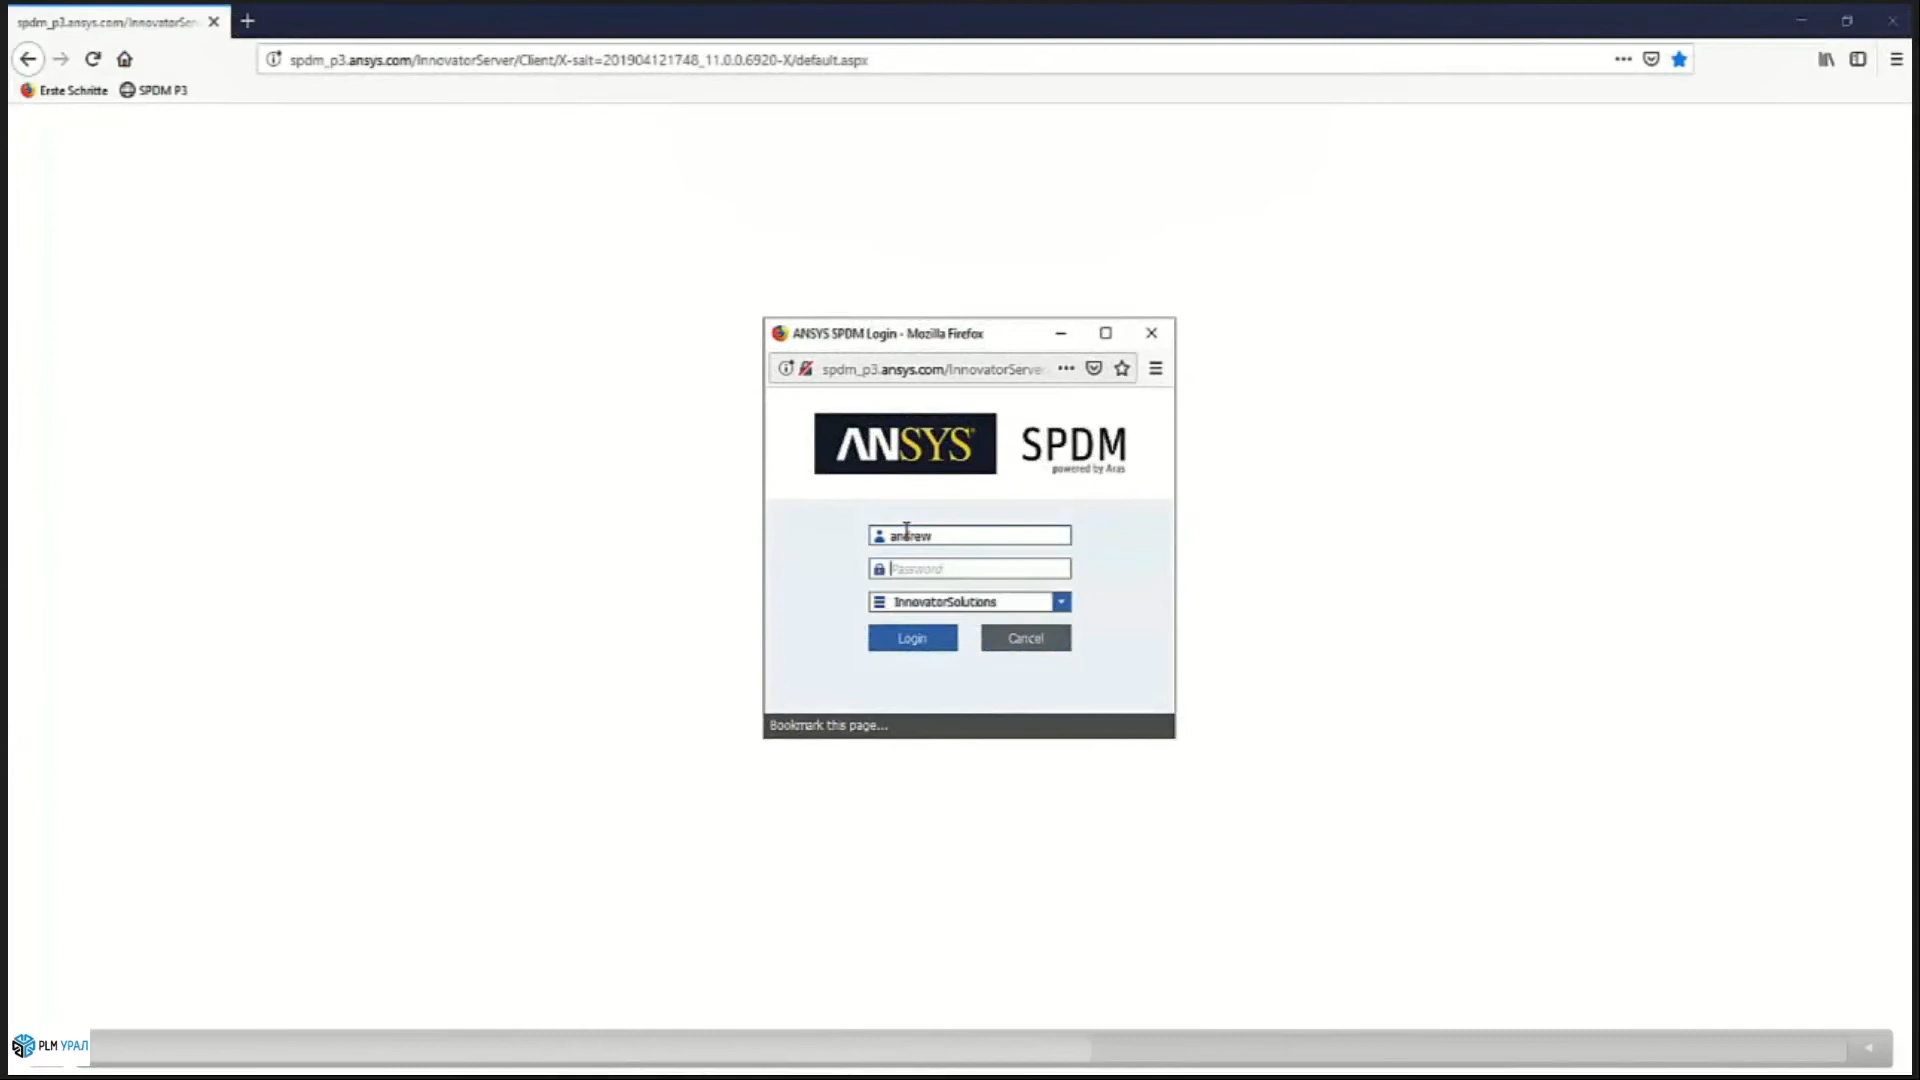 spdm_p3.ansys.com/InnovatorSer
spdm_p3.ansys.com/InnovatorServer/Client/X-salt=201904121748_11.0.0.6920-X/default.aspx
Erste Schritte
SPDM P3
ANSYS SPDM Login - Mozilla Firefox
spdm_p3.ansys.com/InnovatorServe
ANSYS®
SPDM
powered by Aras
andrew
Password
InnovatorSolutions
Login
Cancel
Bookmark this page...
PLM УРАЛ